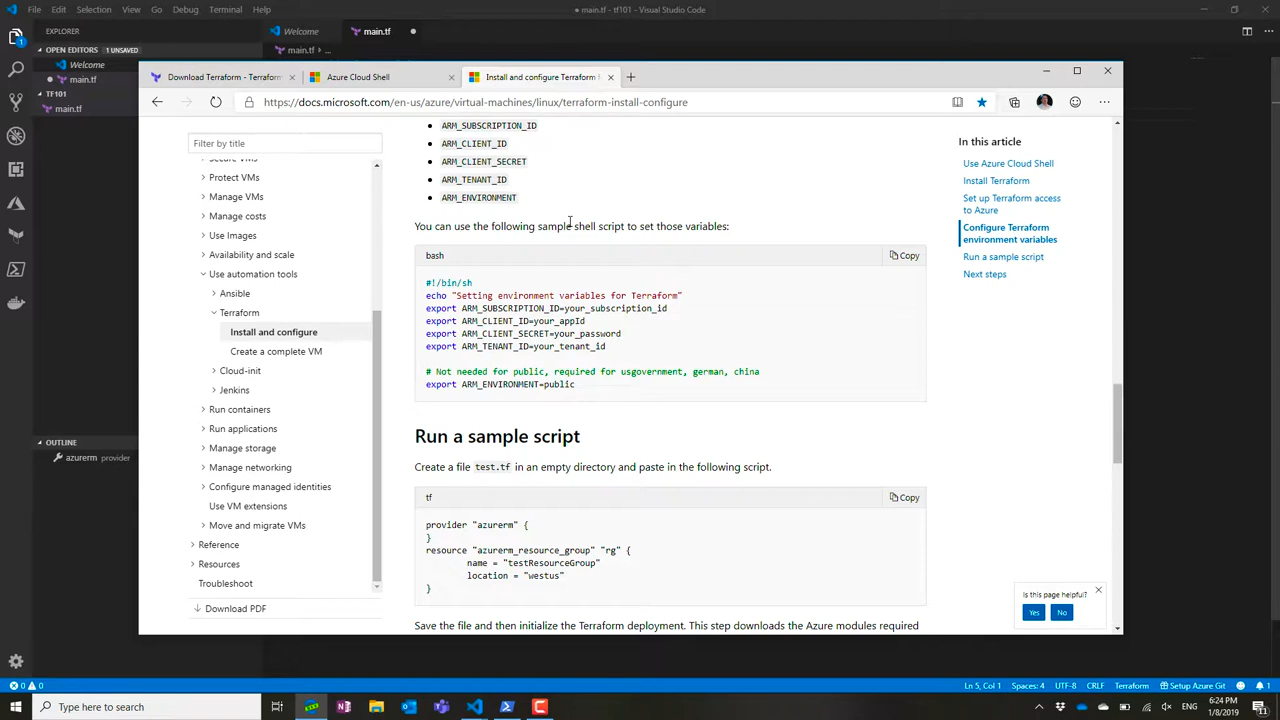 File Edit Selection View Go Debug Terminal Help
● main.tf - tf101 - Visual Studio Code
EXPLORER
Welcome
main.tf
OPEN EDITORS 1 UNSAVED
main.tf › ...
Welcome
main.tf
TF101
main.tf
OUTLINE
azurerm provider
Download Terraform - Terraform
Azure Cloud Shell
Install and configure Terraform
https://docs.microsoft.com/en-us/azure/virtual-machines/linux/terraform-install-configure
Filter by title
Secure VMs
Protect VMs
Manage VMs
Manage costs
Use Images
Availability and scale
Use automation tools
Ansible
Terraform
Install and configure
Create a complete VM
Cloud-init
Jenkins
Run containers
Run applications
Manage storage
Manage networking
Configure managed identities
Use VM extensions
Move and migrate VMs
Reference
Resources
Troubleshoot
Download PDF
• ARM_SUBSCRIPTION_ID
• ARM_CLIENT_ID
• ARM_CLIENT_SECRET
• ARM_TENANT_ID
• ARM_ENVIRONMENT
You can use the following sample shell script to set those variables:
bash
Copy
#!/bin/sh
echo "Setting environment variables for Terraform"
export ARM_SUBSCRIPTION_ID=your_subscription_id
export ARM_CLIENT_ID=your_appId
export ARM_CLIENT_SECRET=your_password
export ARM_TENANT_ID=your_tenant_id
# Not needed for public, required for usgovernment, german, china
export ARM_ENVIRONMENT=public
Run a sample script
Create a file test.tf in an empty directory and paste in the following script.
tf
Copy
provider "azurerm" {
}
resource "azurerm_resource_group" "rg" {
name = "testResourceGroup"
location = "westus"
}
Save the file and then initialize the Terraform deployment. This step downloads the Azure modules required
In this article
Use Azure Cloud Shell
Install Terraform
Set up Terraform access
to Azure
Configure Terraform
environment variables
Run a sample script
Next steps
Is this page helpful?
Yes No
0 0
Ln 5, Col 1 Spaces: 4 UTF-8 CRLF Terraform Setup Azure Git 1
Type here to search
6:24 PM
1/8/2019